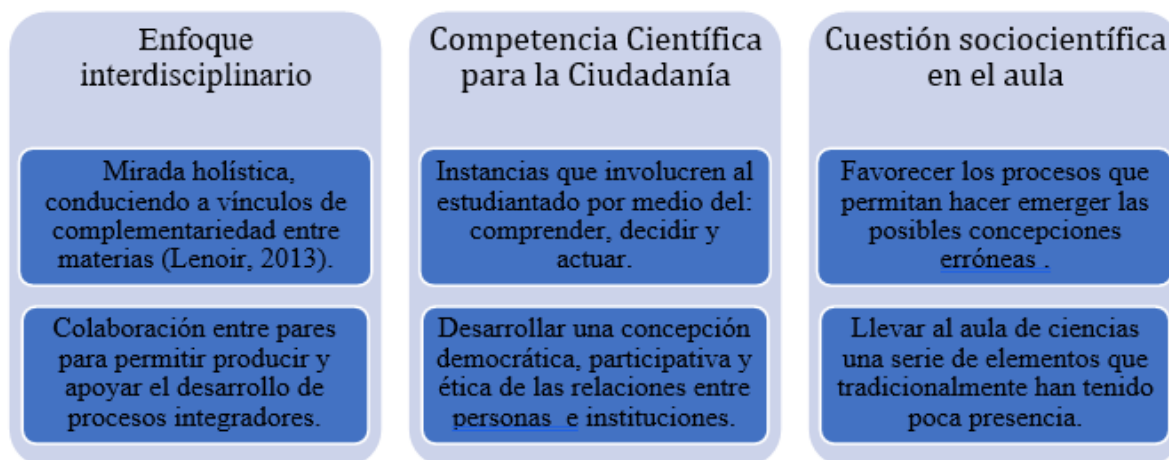 Enfoque
interdisciplinario
Mirada holística,
conduciendo a vínculos de
complementariedad entre
materias (Lenoir, 2013).
Colaboración entre pares
para permitir producir y
apoyar el desarrollo de
procesos integradores.
Competencia Científica
para la Ciudadanía
Instancias que involucren al
estudiantado por medio del:
comprender, decidir y
actuar.
Desarrollar una concepción
democrática, participativa y
ética de las relaciones entre
personas e instituciones.
Cuestión sociocientífica
en el aula
Favorecer los procesos que
permitan hacer emerger las
posibles concepciones
erróneas .
Llevar al aula de ciencias
una serie de elementos que
tradicionalmente han tenido
poca presencia.